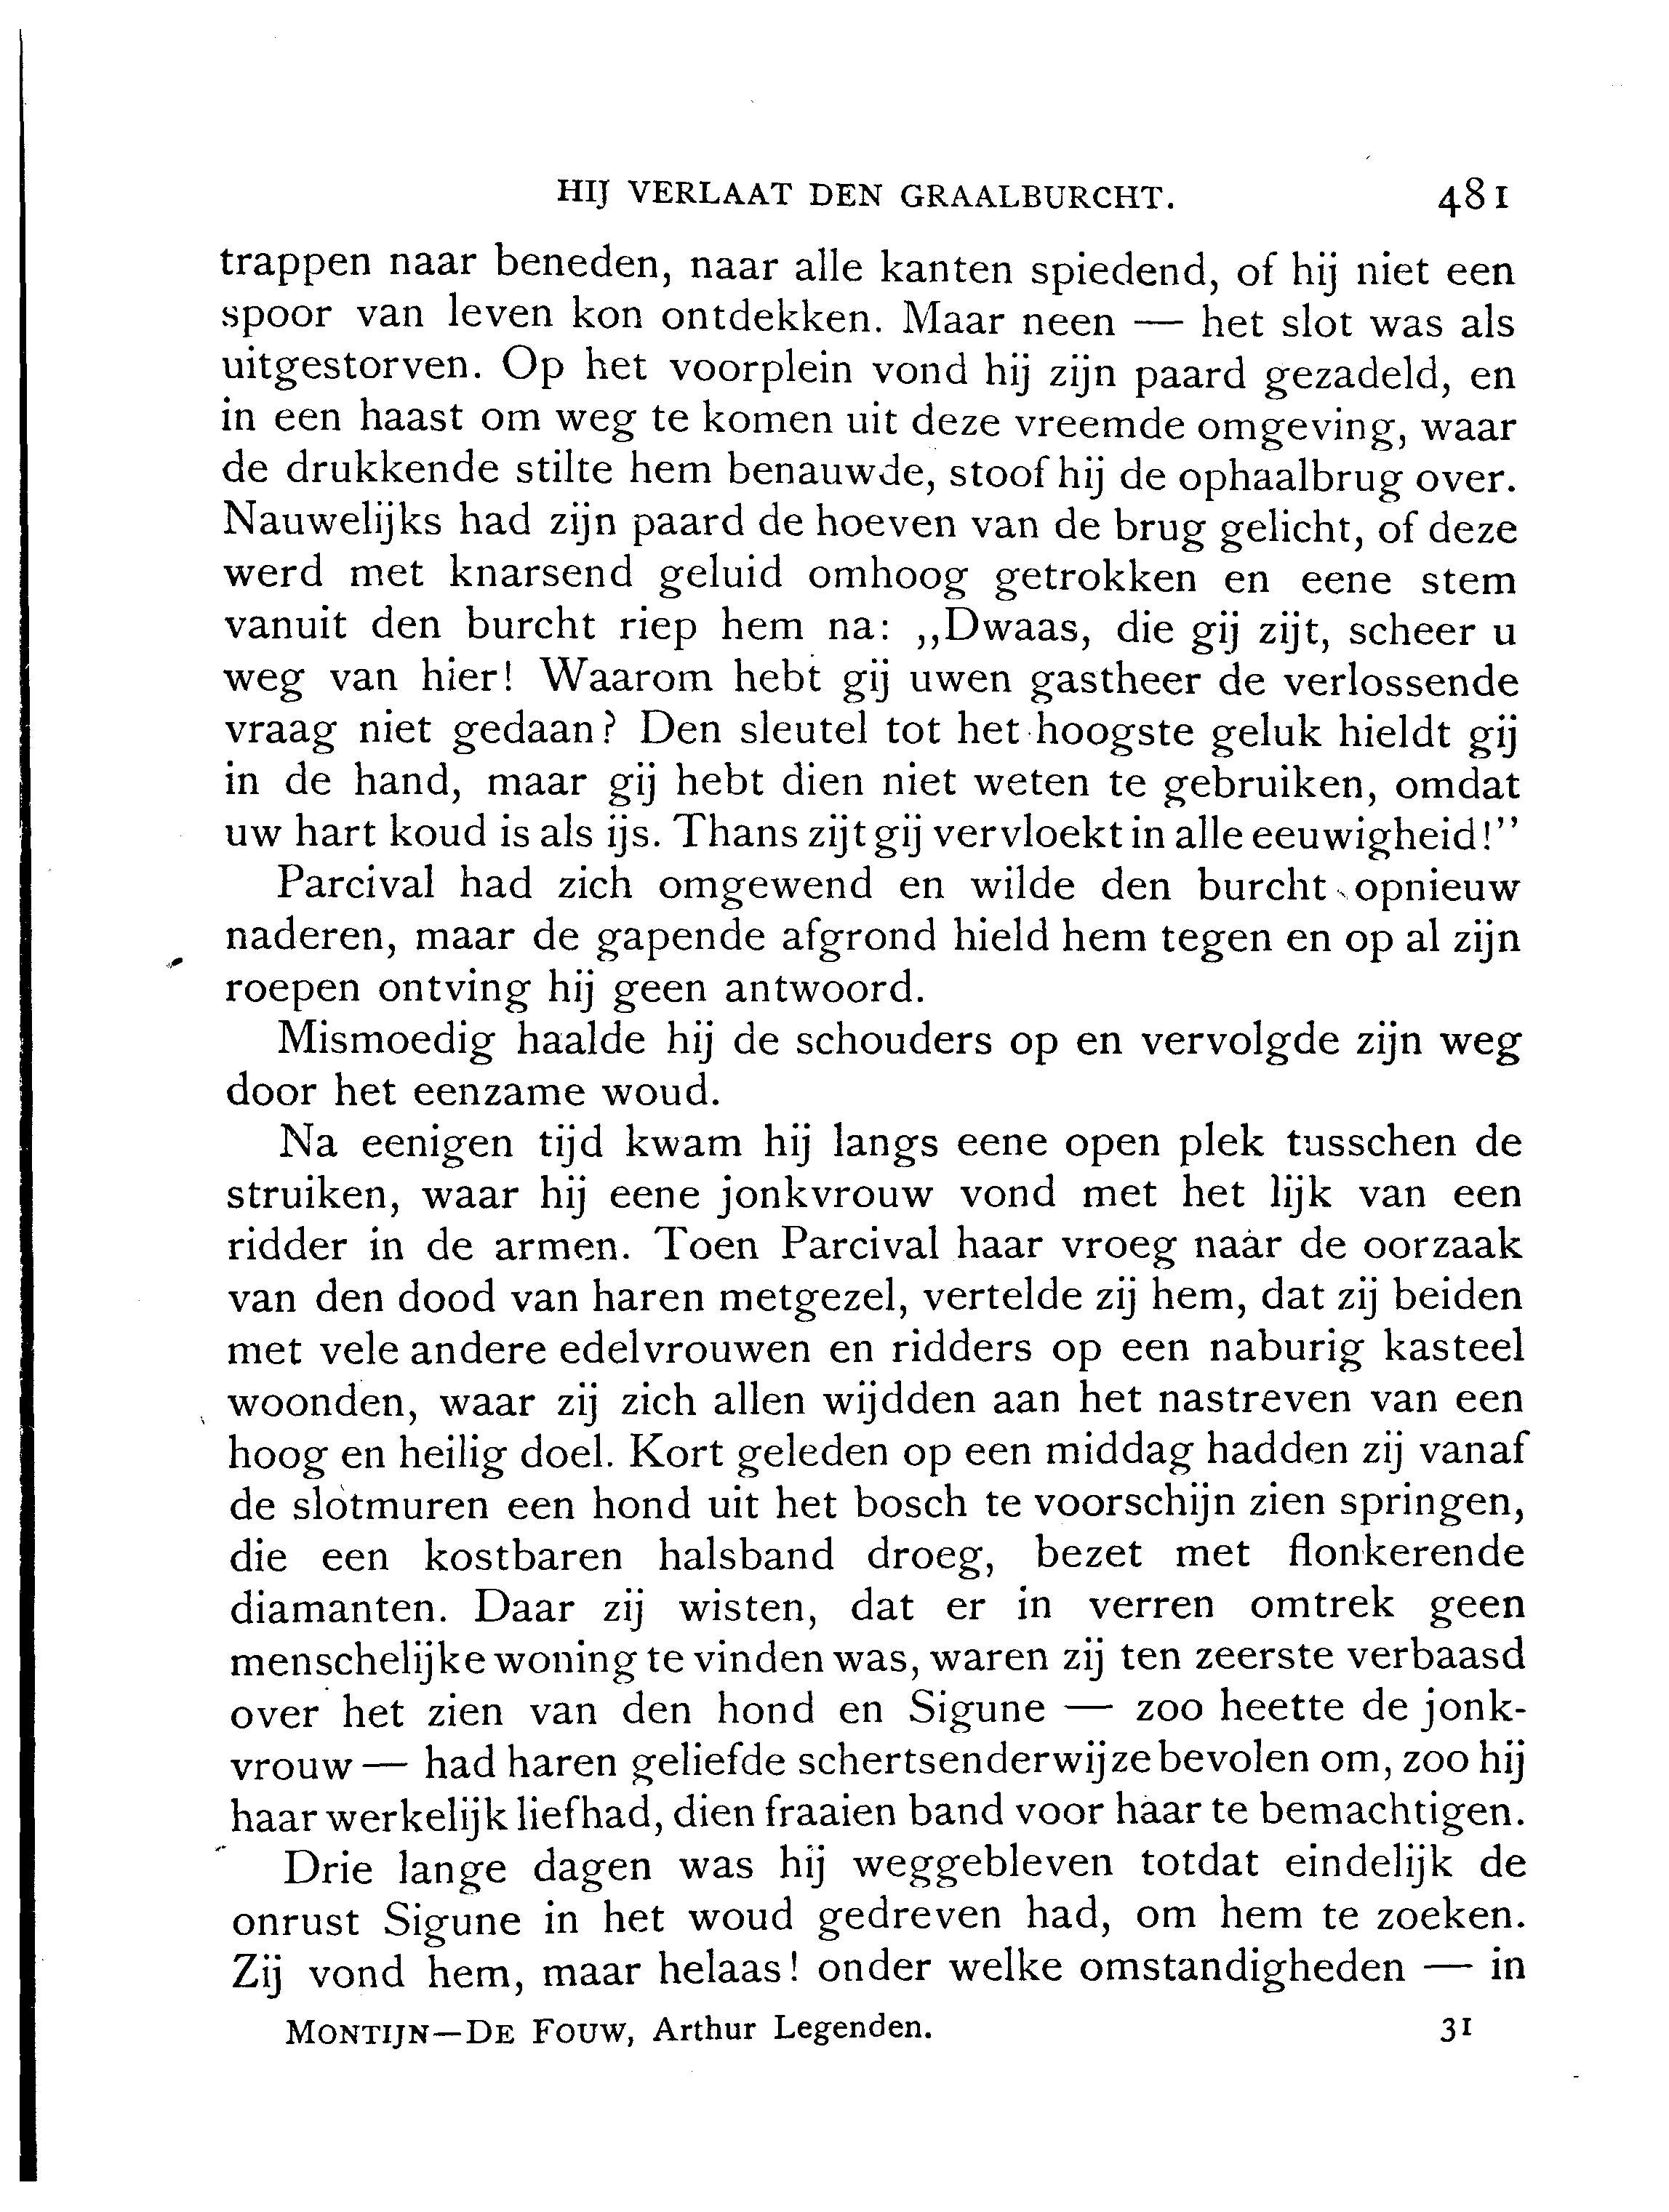 HIJ VERLAAT DEN GRAALBURCHT. 481
trappen naar beneden, naar alle kanten spiedend, of hij niet een
spoor van leven kon ontdekken. Maar neen — het slot was als
uitgestorven. Op het voorplein vond hij zijn paard gezadeld, en
in een haast om weg te komen uit deze vreemde omgeving, waar
de drukkende stilte hem benauwde, stoof hij de ophaalbrug over.
Nauwelijks had zijn paard de hoeven van de brug gelicht, of deze
werd met knarsend geluid omhoog getrokken en eene stem
vanuit den burcht riep hem na: ,,Dwaas, die gij zijt, scheer u
weg van hier! Waarom hebt gij uwen gastheer de verlossende
vraag niet gedaan? Den sleutel tot het hoogste geluk hieldt gij
in de hand, maar gij hebt dien niet weten te gebruiken, omdat
uw hart koud is als ijs. Thans zijt gij vervloekt in alle eeuwigheid!”
Parcival had zich omgewend en wilde den burcht opnieuw
naderen, maar de gapende afgrond hield hem tegen en op al zijn
roepen ontving hij geen antwoord.
Mismoedig haalde hij de schouders op en vervolgde zijn weg
door het eenzame woud.
Na eenigen tijd kwam hij langs eene open plek tusschen de
struiken, waar hij eene jonkvrouw vond met het lijk van een
ridder in de armen. Toen Parcival haar vroeg naar de oorzaak
van den dood van haren metgezel, vertelde zij hem, dat zij beiden
met vele andere edelvrouwen en ridders op een naburig kasteel
woonden, waar zij zich allen wijdden aan het nastreven van een
hoog en heilig doel. Kort geleden op een middag hadden zij vanaf
de slotmuren een hond uit het bosch te voorschijn zien springen,
die een kostbaren halsband droeg, bezet met flonkerende
diamanten. Daar zij wisten, dat er in verren omtrek geen
menschelijke woning te vinden was, waren zij ten zeerste verbaasd
over het zien van den hond en Sigune — zoo heette de jonk-
vrouw — had haren geliefde schertsenderwijze bevolen om, zoo hij
haar werkelijk liefhad, dien fraaien band voor haar te bemachtigen.
Drie lange dagen was hij weggebleven totdat eindelijk de
onrust Sigune in het woud gedreven had, om hem te zoeken.
Zij vond hem, maar helaas! onder welke omstandigheden — in
MONTIJN—DE FOUW, Arthur Legenden. 31